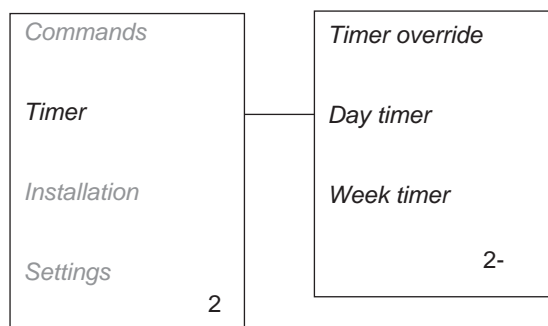 Commands
Timer
Installation
Settings
2
Timer override
Day timer
Week timer
2-